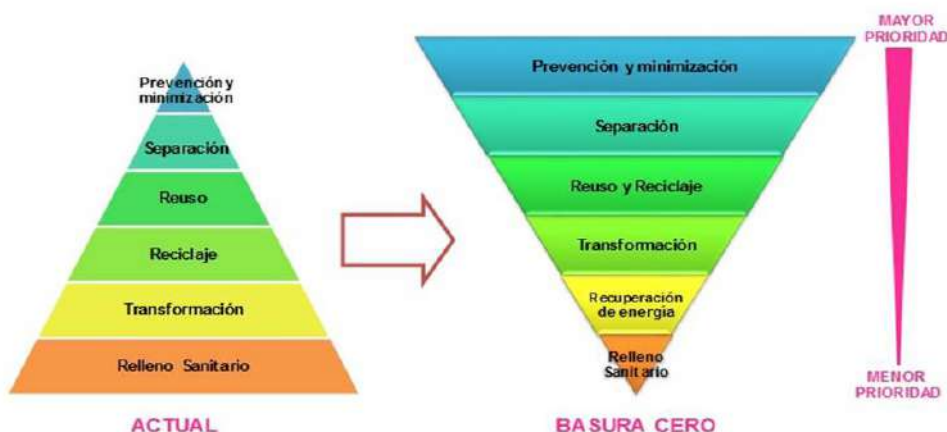 Prevención y
minimización
Separación
Reuso
Reciclaje
Transformación
Relleno Sanitario
ACTUAL
Prevención y minimización
Separación
Reuso y Reciclaje
Transformación
Recuperación
de energía
Relleno
Sanitario
BASURA CERO
MAYOR
PRIORIDAD
MENOR
PRIORIDAD